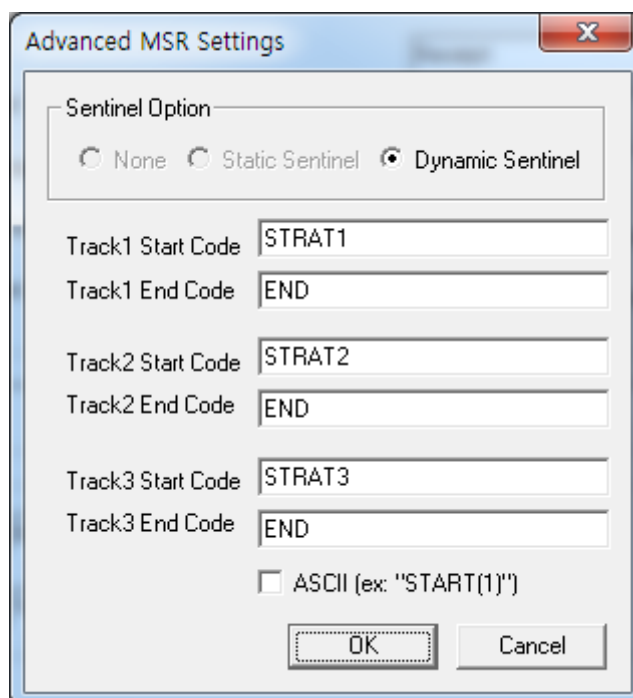 Advanced MSR Settings
Sentinel Option
None Static Sentinel Dynamic Sentinel
Track1 Start Code STRAT1
Track1 End Code END
Track2 Start Code STRAT2
Track2 End Code END
Track3 Start Code STRAT3
Track3 End Code END
ASCII (ex: "START(1)")
OK Cancel